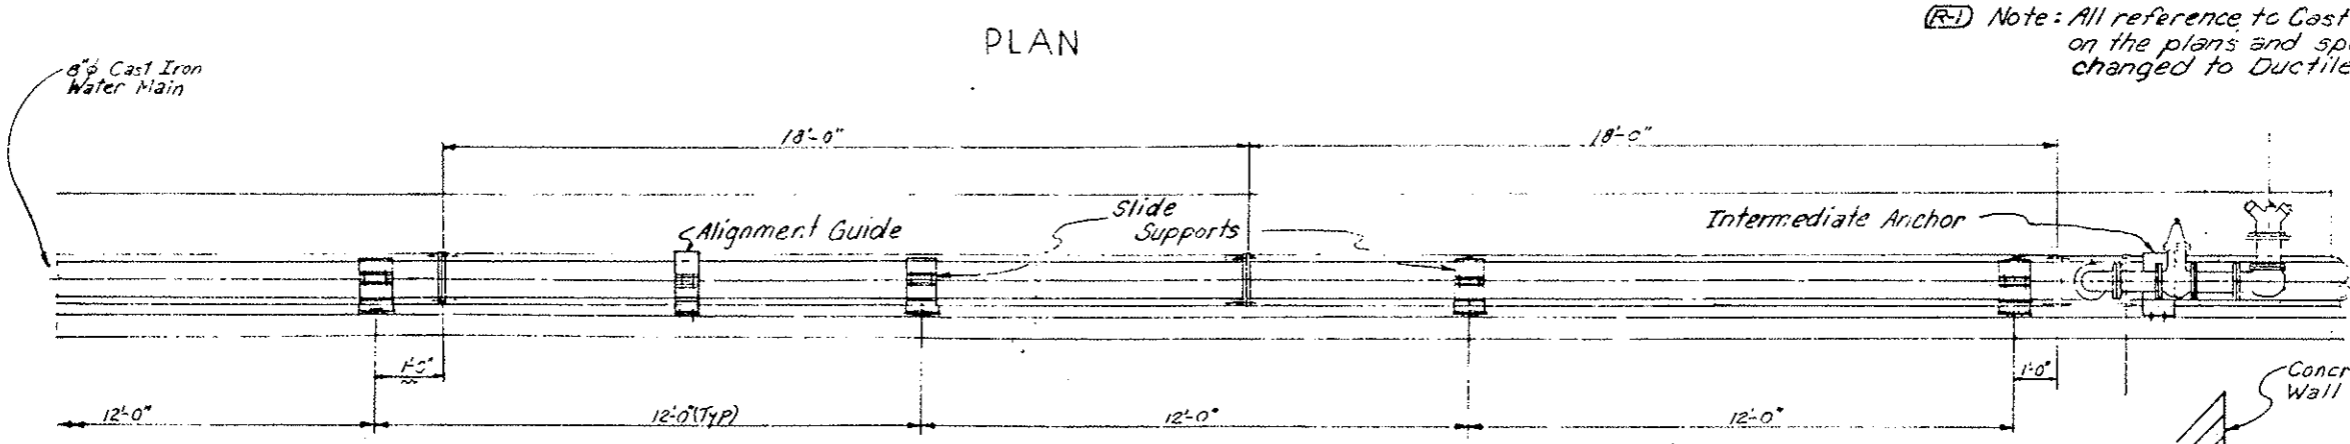 PLAN
R-1 Note: All reference to Cast
on the plans and spe
changed to Ductile
8"ϕ Cast Iron
Water Main
18'-0"
18'-0"
Alignment Guide
Slide
Supports
Intermediate Anchor
1'-0"
1'-0"
Concr
Wall
12'-0"
12'-0"(TYP)
12'-0"
12'-0"